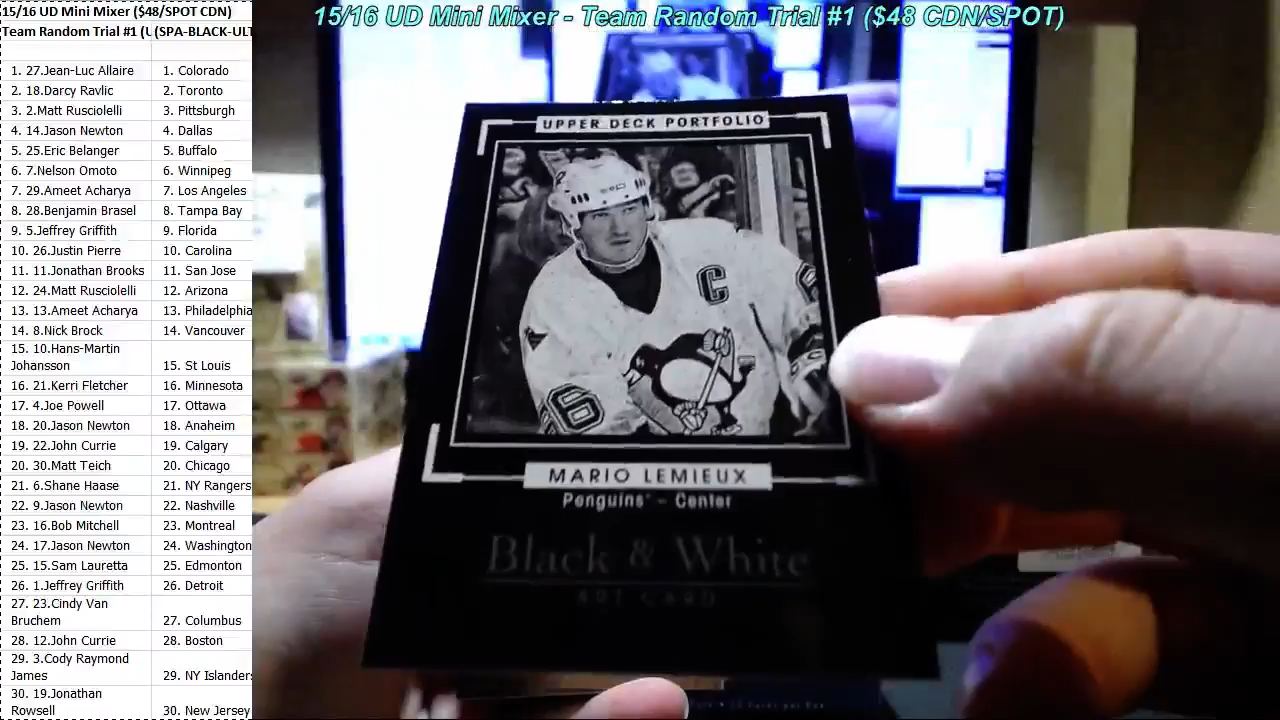 15/16 UD Mini Mixer ($48/SPOT CDN)
Team Random Trial #1 (U (SPA-BLACK-ULT
1. 27.Jean-Luc Allaire 1. Colorado
2. 18.Darcy Ravlic 2. Toronto
3. 2.Matt Rusciolelli 3. Pittsburgh
4. 14.Jason Newton 4. Dallas
5. 25.Eric Belanger 5. Buffalo
6. 7.Nelson Omoto 6. Winnipeg
7. 29.Ameet Acharya 7. Los Angeles
8. 28.Benjamin Brasel 8. Tampa Bay
9. 5.Jeffrey Griffith 9. Florida
10. 26.Justin Pierre 10. Carolina
11. 11.Jonathan Brooks 11. San Jose
12. 24.Matt Rusciolelli 12. Arizona
13. 13.Ameet Acharya 13. Philadelphia
14. 8.Nick Brock 14. Vancouver
15. 10.Hans-Martin
Johansson 15. St Louis
16. 21.Kerri Fletcher 16. Minnesota
17. 4.Joe Powell 17. Ottawa
18. 20.Jason Newton 18. Anaheim
19. 22.John Currie 19. Calgary
20. 30.Matt Teich 20. Chicago
21. 6.Shane Haase 21. NY Rangers
22. 9.Jason Newton 22. Nashville
23. 16.Bob Mitchell 23. Montreal
24. 17.Jason Newton 24. Washington
25. 15.Sam Lauretta 25. Edmonton
26. 1.Jeffrey Griffith 26. Detroit
27. 23.Cindy Van
Bruchem 27. Columbus
28. 12.John Currie 28. Boston
29. 3.Cody Raymond
James 29. NY Islanders
30. 19.Jonathan
Rowsell 30. New Jersey
15/16 UD Mini Mixer - Team Random Trial #1 ($48 CDN/SPOT)
UPPER DECK PORTFOLIO
C
66
MARIO LEMIEUX
Penguins - Center
Black & White
ART CARD